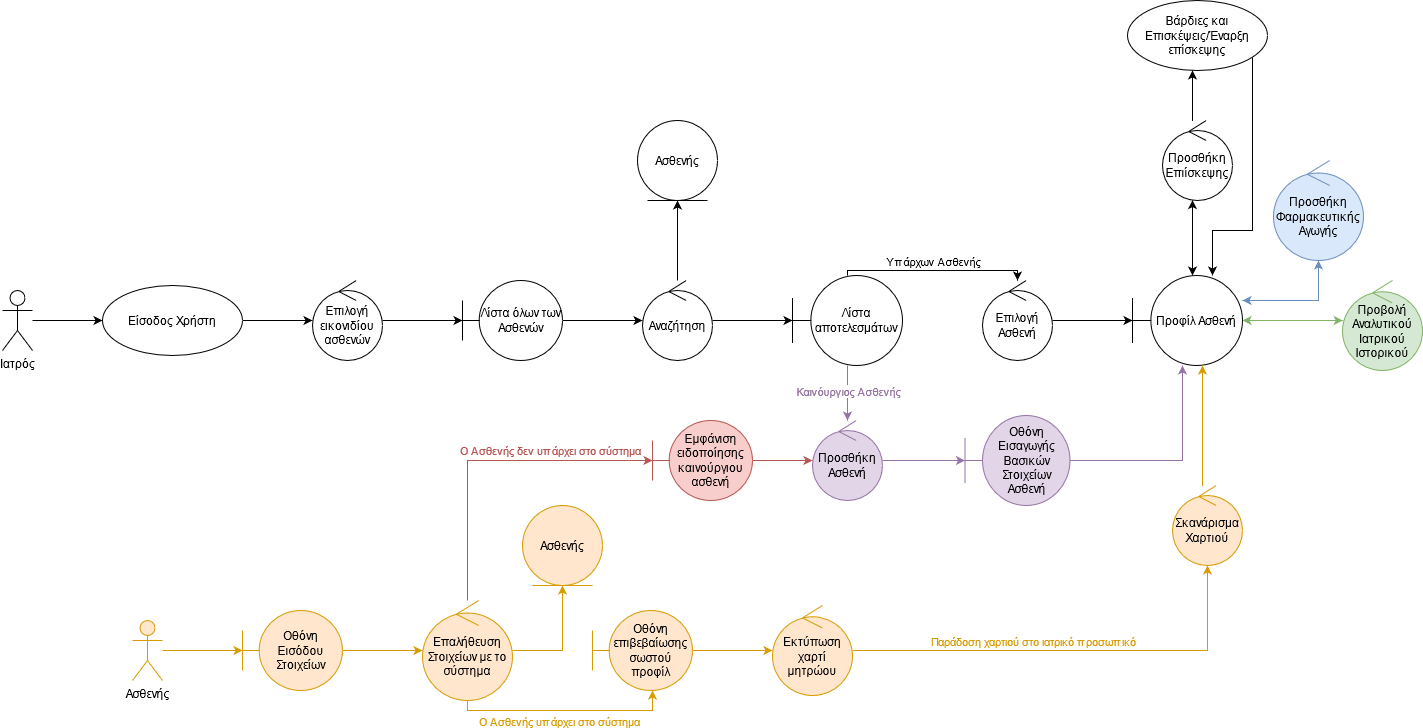 Βάρδιες και
Επισκέψεις/Έναρξη
επίσκεψης
Ασθενής
Προσθήκη
Επίσκεψης
Προσθήκη
Φαρμακευτικής
Αγωγής
Υπάρχων Ασθενής
Ιατρός
Είσοδος Χρήστη
Επιλογή
εικονιδίου
ασθενών
Λίστα όλων των
Ασθενών
Αναζήτηση
Λίστα
αποτελεσμάτων
Επιλογή
Ασθενή
Προφίλ Ασθενή
Προβολή
Αναλυτικού
Ιατρικού
Ιστορικού
Καινόυργιος Ασθενής
Ο Ασθενής δεν υπάρχει στο σύστημα
Εμφάνιση
ειδοποίησης
καινούργιου
ασθενή
Προσθήκη
Ασθενή
Οθόνη
Εισαγωγής
Βασικών
Στοιχείων
Ασθενή
Σκανάρισμα
Χαρτιού
Ασθενής
Ασθενής
Οθόνη
Εισόδου
Στοιχείων
Επαλήθευση
Στοιχείων με το
σύστημα
Οθόνη
επιβεβαίωσης
σωστού
προφίλ
Εκτύπωση
χαρτί
μητρώου
Παράδοση χαρτιού στο ιατρικό προσωπικό
Ο Ασθενής υπάρχει στο σύστημα